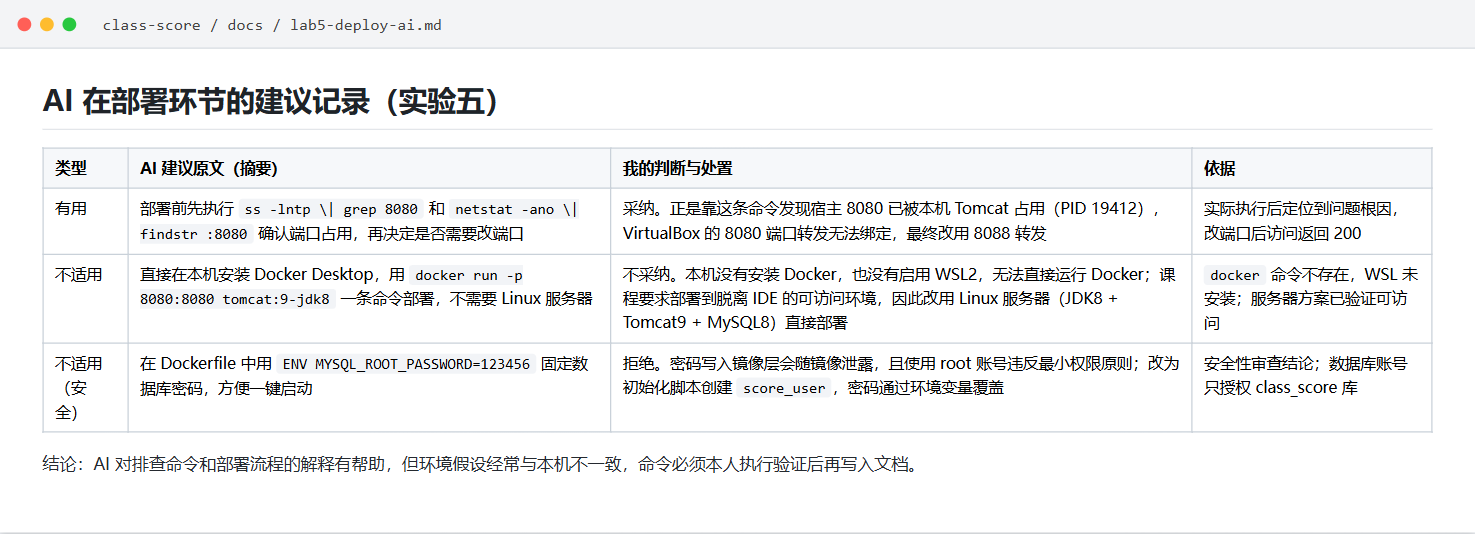 class-score / docs / lab5-deploy-ai.md
AI 在部署环节的建议记录（实验五）
类型 AI 建议原文（摘要） 我的判断与处置 依据
有用
部署前先执行 ss -lntp \| grep 8080 和 netstat -ano \|
findstr :8080 确认端口占用，再决定是否需要改端口
采纳。正是靠这条命令发现宿主 8080 已被本机 Tomcat 占用（PID 19412），
VirtualBox 的 8080 端口转发无法绑定，最终改用 8088 转发
实际执行后定位到问题根因，
改端口后访问返回 200
不适用
直接在本机安装 Docker Desktop，用 docker run -p
8080:8080 tomcat:9-jdk8 一条命令部署，不需要 Linux 服务器
不采纳。本机没有安装 Docker，也没有启用 WSL2，无法直接运行 Docker；课
程要求部署到脱离 IDE 的可访问环境，因此改用 Linux 服务器（JDK8 +
Tomcat9 + MySQL8）直接部署
docker 命令不存在，WSL 未
安装；服务器方案已验证可访
问
不适用
（安
全）
在 Dockerfile 中用 ENV MYSQL_ROOT_PASSWORD=123456 固定数
据库密码，方便一键启动
拒绝。密码写入镜像层会随镜像泄露，且使用 root 账号违反最小权限原则；改为
初始化脚本创建 score_user，密码通过环境变量覆盖
安全性审查结论；数据库账号
只授权 class_score 库
结论：AI 对排查命令和部署流程的解释有帮助，但环境假设经常与本机不一致，命令必须本人执行验证后再写入文档。